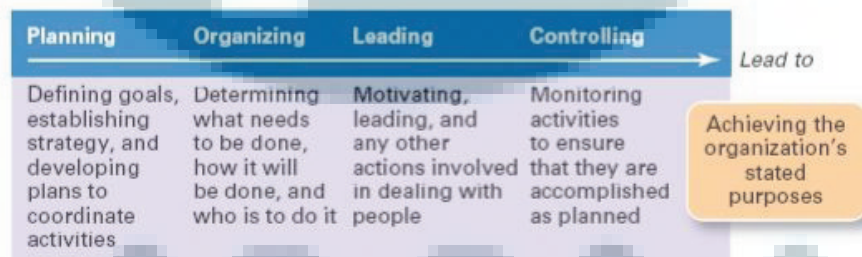 Planning
Organizing
Leading
Controlling
Lead to
Defining goals,
establishing
strategy, and
developing
plans to
coordinate
activities
Determining
what needs
to be done,
how it will
be done, and
who is to do it
Motivating,
leading, and
any other
actions involved
in dealing with
people
Monitoring
activities
to ensure
that they are
accomplished
as planned
Achieving the
organization's
stated
purposes